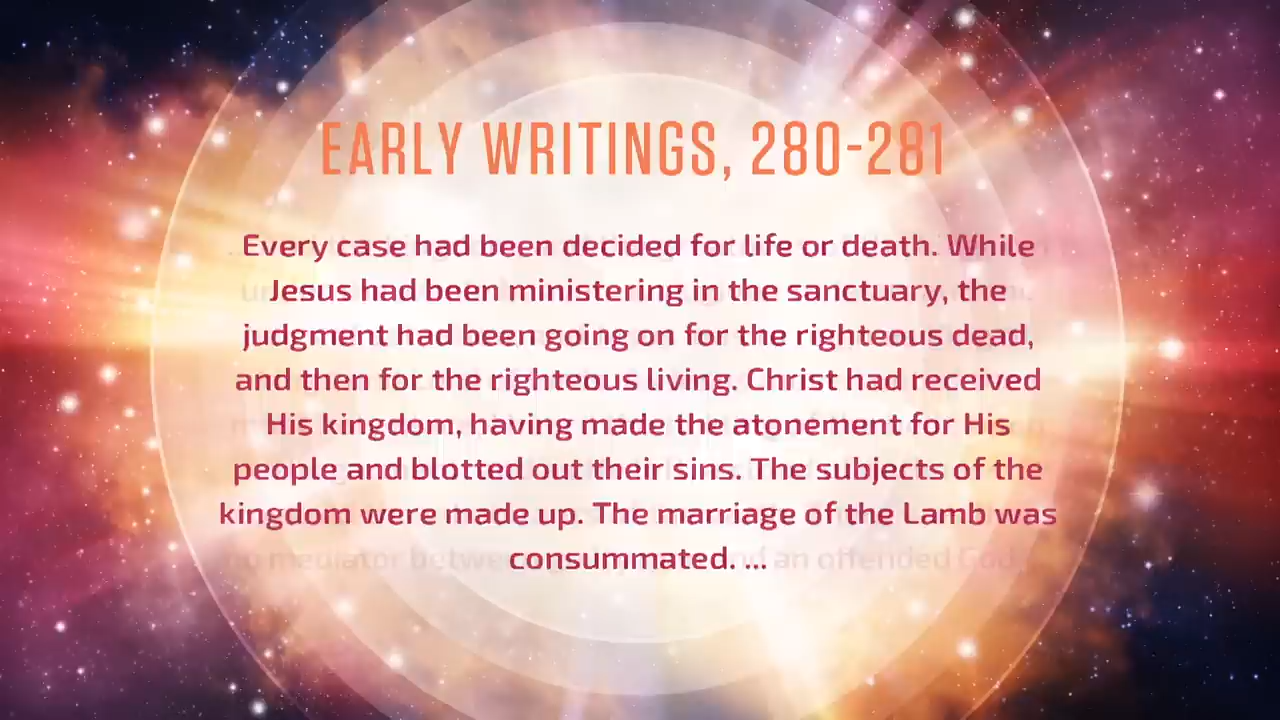 EARLY WRITINGS, 280-281
Every case had been decided for life or death. While
Jesus had been ministering in the sanctuary, the
judgment had been going on for the righteous dead,
and then for the righteous living. Christ had received
His kingdom, having made the atonement for His
people and blotted out their sins. The subjects of the
kingdom were made up. The marriage of the Lamb was
consummated. ...